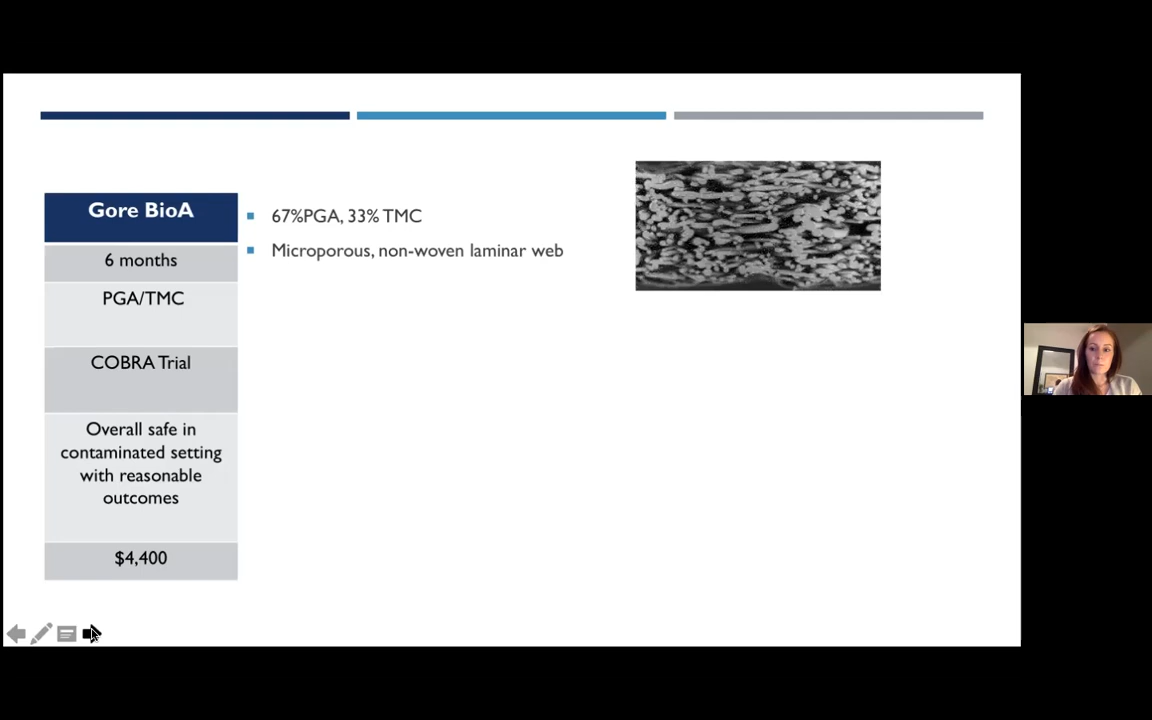 Gore BioA
6 months
PGA/TMC
COBRA Trial
Overall safe in
contaminated setting
with reasonable
outcomes
$4,400
67%PGA, 33% TMC
Microporous, non-woven laminar web